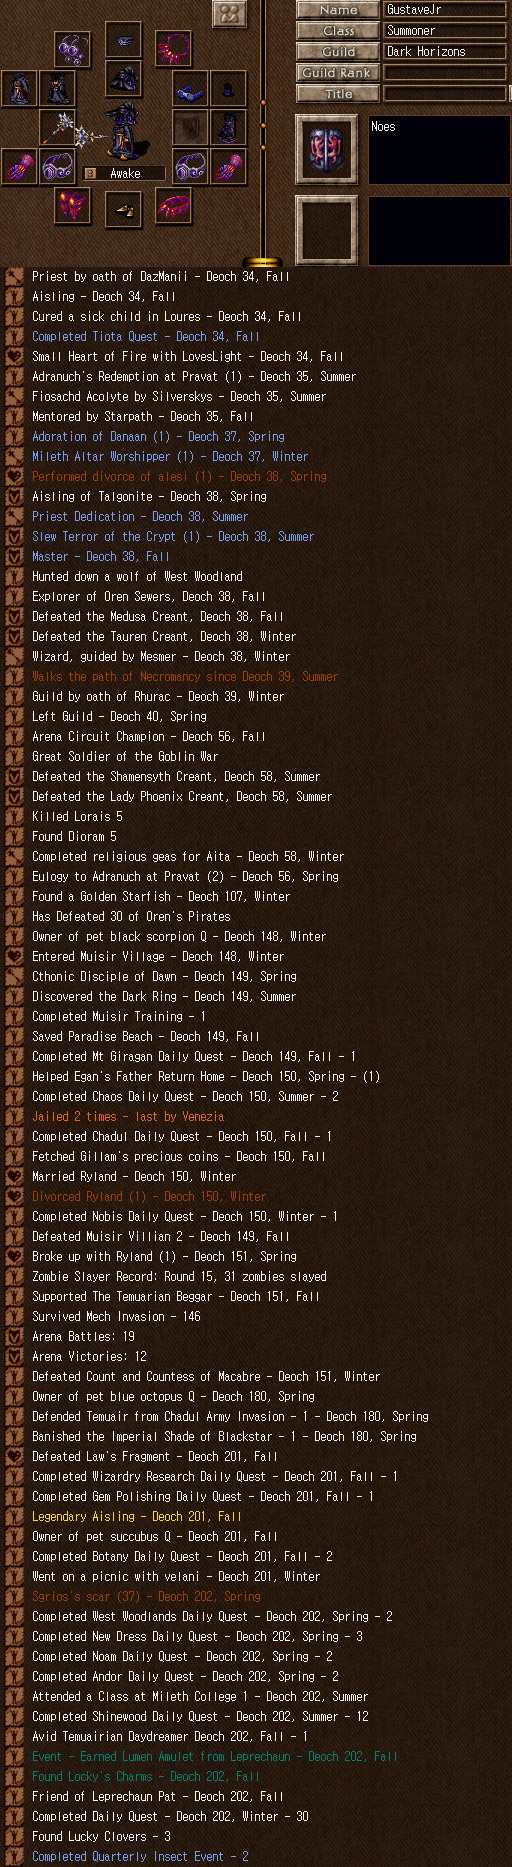 Name GustaveJr
Class Summoner
Guild Dark Horizons
Guild Rank
Title
Noes
Awake
Priest by oath of DazManii - Deoch 34, Fall
Aisling - Deoch 34, Fall
Cured a sick child in Loures - Deoch 34, Fall
Completed Tiota Quest - Deoch 34, Fall
Small Heart of Fire with LovesLight - Deoch 34, Fall
Adranuch's Redemption at Pravat (1) - Deoch 35, Summer
Fiosachd Acolyte by Silverskys - Deoch 35, Summer
Mentored by Starpath - Deoch 35, Fall
Adoration of Danaan (1) - Deoch 37, Spring
Mileth Altar Worshipper (1) - Deoch 37, Winter
Performed divorce of alesi (1) - Deoch 38, Spring
Aisling of Talgonite - Deoch 38, Spring
Priest Dedication - Deoch 38, Summer
Slew Terror of the Crypt (1) - Deoch 38, Summer
Master - Deoch 38, Fall
Hunted down a wolf of West Woodland
Explorer of Oren Sewers, Deoch 38, Fall
Defeated the Medusa Creant, Deoch 38, Fall
Defeated the Tauren Creant, Deoch 38, Winter
Wizard, guided by Mesmer - Deoch 38, Winter
Walks the path of Necromancy since Deoch 39, Summer
Guild by oath of Rhurac - Deoch 39, Winter
Left Guild - Deoch 40, Spring
Arena Circuit Champion - Deoch 56, Fall
Great Soldier of the Goblin War
Defeated the Shamensyth Creant, Deoch 58, Summer
Defeated the Lady Phoenix Creant, Deoch 58, Summer
Killed Lorais 5
Found Dioram 5
Completed religious geas for Aita - Deoch 58, Winter
Eulogy to Adranuch at Pravat (2) - Deoch 56, Spring
Found a Golden Starfish - Deoch 107, Winter
Has Defeated 30 of Oren's Pirates
Owner of pet black scorpion Q - Deoch 148, Winter
Entered Muisir Village - Deoch 148, Winter
Cthonic Disciple of Dawn - Deoch 149, Spring
Discovered the Dark Ring - Deoch 149, Summer
Completed Muisir Training - 1
Saved Paradise Beach - Deoch 149, Fall
Completed Mt Giragan Daily Quest - Deoch 149, Fall - 1
Helped Egan's Father Return Home - Deoch 150, Spring - (1)
Completed Chaos Daily Quest - Deoch 150, Summer - 2
Jailed 2 times - last by Venezia
Completed Chadul Daily Quest - Deoch 150, Fall - 1
Fetched Gillam's precious coins - Deoch 150, Fall
Married Ryland - Deoch 150, Winter
Divorced Ryland (1) - Deoch 150, Winter
Completed Nobis Daily Quest - Deoch 150, Winter - 1
Defeated Muisir Villian 2 - Deoch 149, Fall
Broke up with Ryland (1) - Deoch 151, Spring
Zombie Slayer Record: Round 15, 31 zombies slayed
Supported The Temuarian Beggar - Deoch 151, Fall
Survived Mech Invasion - 146
Arena Battles: 19
Arena Victories: 12
Defeated Count and Countess of Macabre - Deoch 151, Winter
Owner of pet blue octopus Q - Deoch 180, Spring
Defended Temuair from Chadul Army Invasion - 1 - Deoch 180, Spring
Banished the Imperial Shade of Blackstar - 1 - Deoch 180, Spring
Defeated Law's Fragment - Deoch 201, Fall
Completed Wizardry Research Daily Quest - Deoch 201, Fall - 1
Completed Gem Polishing Daily Quest - Deoch 201, Fall - 1
Legendary Aisling - Deoch 201, Fall
Owner of pet succubus Q - Deoch 201, Fall
Completed Botany Daily Quest - Deoch 201, Fall - 2
Went on a picnic with velani - Deoch 201, Winter
Sgrios's scar (37) - Deoch 202, Spring
Completed West Woodlands Daily Quest - Deoch 202, Spring - 2
Completed New Dress Daily Quest - Deoch 202, Spring - 3
Completed Noam Daily Quest - Deoch 202, Spring - 2
Completed Andor Daily Quest - Deoch 202, Spring - 2
Attended a Class at Mileth College 1 - Deoch 202, Summer
Completed Shinewood Daily Quest - Deoch 202, Summer - 12
Avid Temuairian Daydreamer Deoch 202, Fall - 1
Event - Earned Lumen Amulet from Leprechaun - Deoch 202, Fall
Found Locky's Charms - Deoch 202, Fall
Friend of Leprechaun Pat - Deoch 202, Fall
Completed Daily Quest - Deoch 202, Winter - 30
Found Lucky Clovers - 3
Completed Quarterly Insect Event - 2